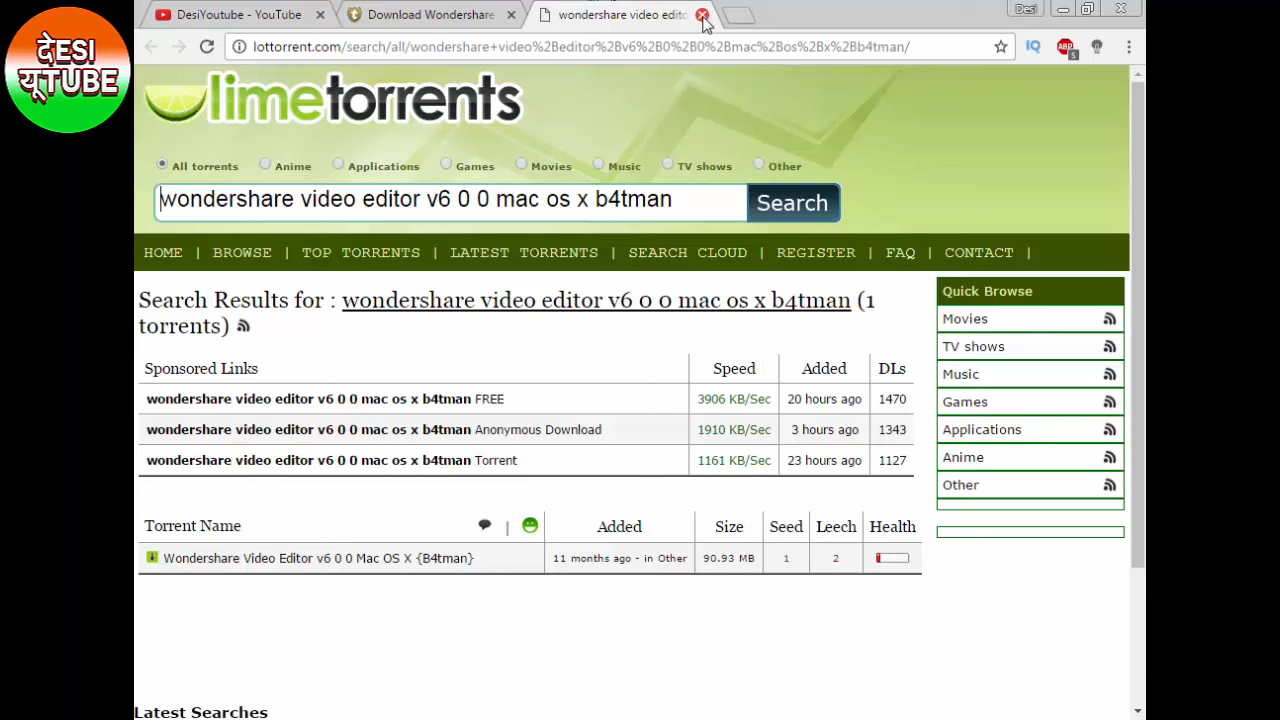 देसी
यूTUBE
DesiYoutube - YouTube
Download Wondershare
wondershare video edito
Desi
lottorrent.com/search/all/wondershare+video%2Beditor%2Bv6%2B0%2B0%2Bmac%2Bos%2Bx%2Bb4tman/
IQ
ABP
5
limetorrents
All torrents
Anime
Applications
Games
Movies
Music
TV shows
Other
wondershare video editor v6 0 0 mac os x b4tman
Search
HOME | BROWSE | TOP TORRENTS | LATEST TORRENTS | SEARCH CLOUD | REGISTER | FAQ | CONTACT |
Search Results for : wondershare video editor v6 0 0 mac os x b4tman (1
torrents)
Sponsored Links Speed Added DLs
wondershare video editor v6 0 0 mac os x b4tman FREE 3906 KB/Sec 20 hours ago 1470
wondershare video editor v6 0 0 mac os x b4tman Anonymous Download 1910 KB/Sec 3 hours ago 1343
wondershare video editor v6 0 0 mac os x b4tman Torrent 1161 KB/Sec 23 hours ago 1127
Torrent Name | Added Size Seed Leech Health
Wondershare Video Editor v6 0 0 Mac OS X {B4tman} 11 months ago - in Other 90.93 MB 1 2
Quick Browse
Movies
TV shows
Music
Games
Applications
Anime
Other
Latest Searches